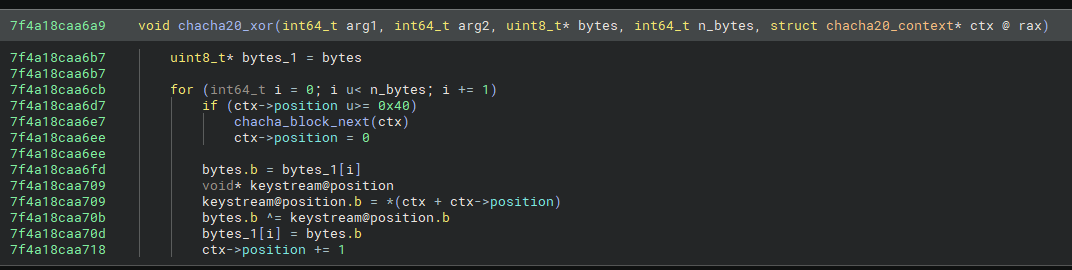 7f4a18caa6a9 void chacha20_xor(int64_t arg1, int64_t arg2, uint8_t* bytes, int64_t n_bytes, struct chacha20_context* ctx @ rax)
7f4a18caa6b7 uint8_t* bytes_1 = bytes
7f4a18caa6b7
7f4a18caa6cb for (int64_t i = 0; i u< n_bytes; i += 1)
7f4a18caa6d7 if (ctx->position u>= 0x40)
7f4a18caa6e7 chacha_block_next(ctx)
7f4a18caa6ee ctx->position = 0
7f4a18caa6ee
7f4a18caa6fd bytes.b = bytes_1[i]
7f4a18caa709 void* keystream@position
7f4a18caa709 keystream@position.b = *(ctx + ctx->position)
7f4a18caa70b bytes.b ^= keystream@position.b
7f4a18caa70d bytes_1[i] = bytes.b
7f4a18caa718 ctx->position += 1